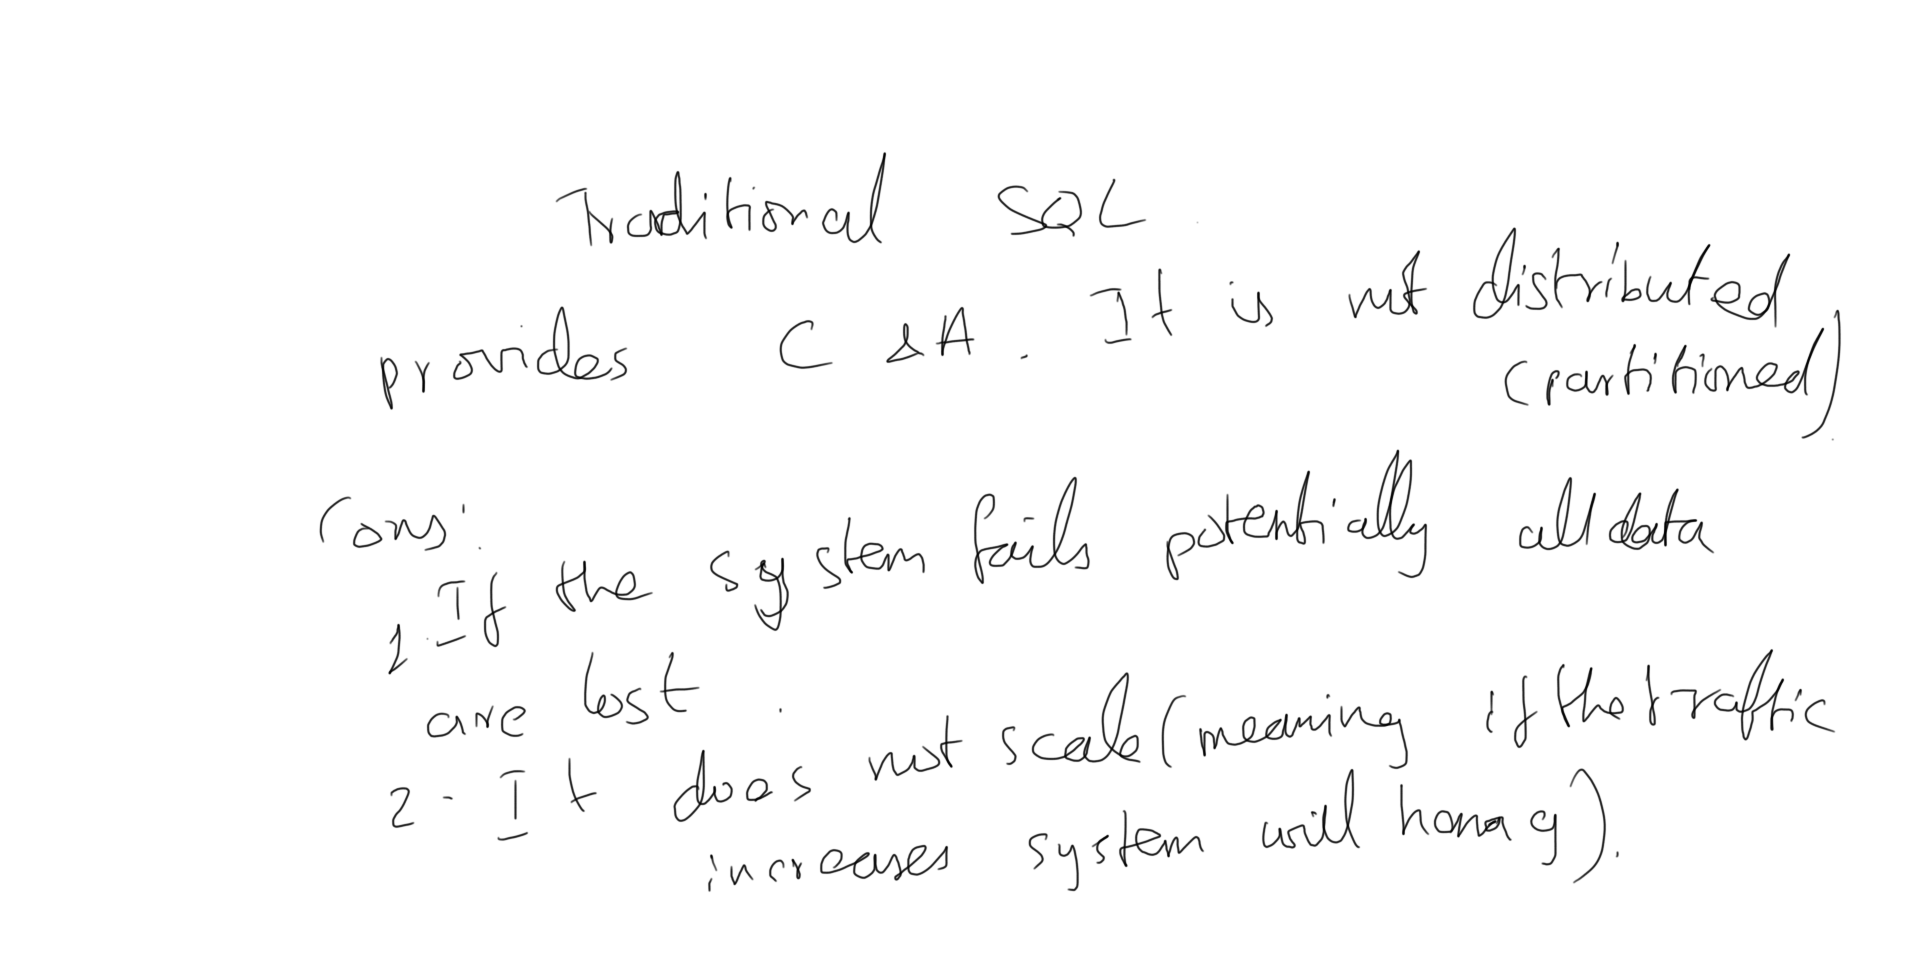 Traditional SQL
provides C & A. It is not distributed
(partitioned)
Cons:
1. If the system fails potentially all data
are lost.
2. It does not scale (meaning if the traffic
increases system will